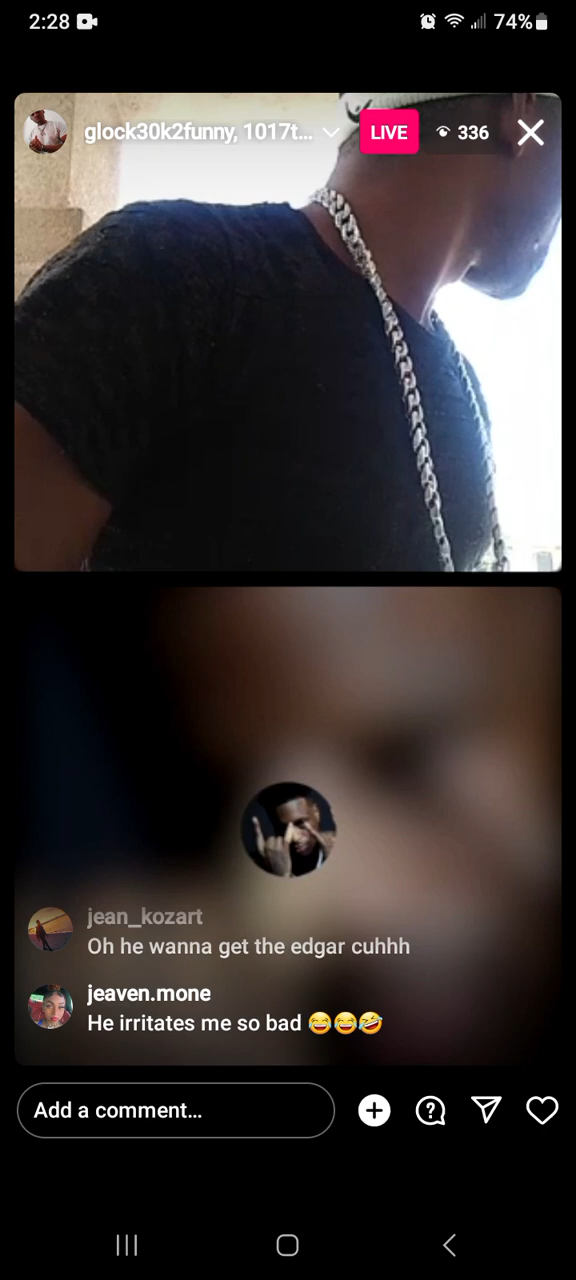 2:28
74%
glock30k2funny, 1017t...
LIVE
336
jean_kozart
Oh he wanna get the edgar cuhhh
jeaven.mone
He irritates me so bad 😂😂🤣
Add a comment...